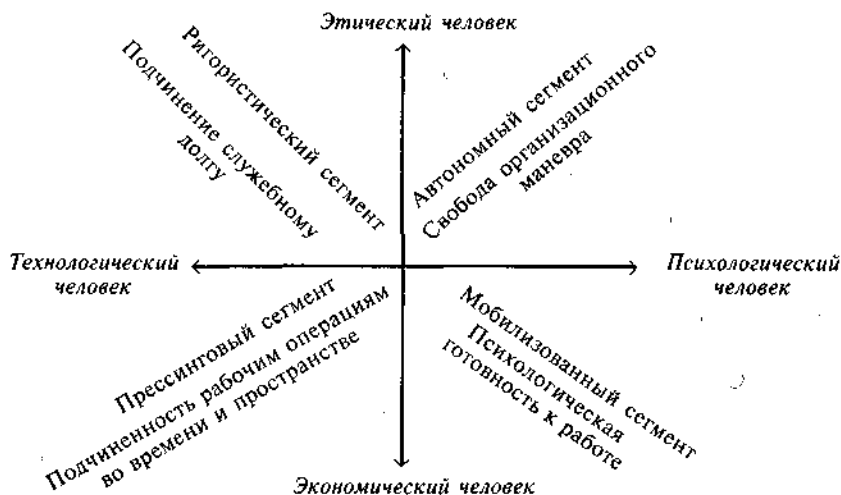 Этический человек
Ригористический сегмент
Подчинение служебному
долгу
Автономный сегмент
Свобода организационного
маневра
Технологический
человек
Психологический
человек
Прессинговый сегмент
Подчиненность рабочим операциям
во времени и пространстве
Мобилизованный сегмент
Психологическая
готовность к работе
Экономический человек